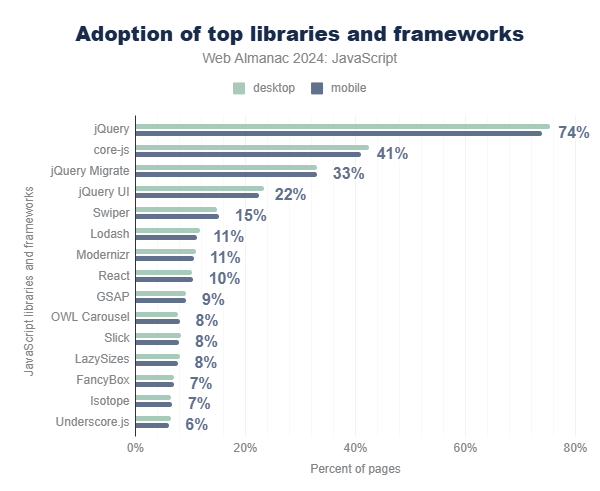 Adoption of top libraries and frameworks
Web Almanac 2024: JavaScript
desktop mobile
JavaScript libraries and frameworks
jQuery 74%
core-js 41%
jQuery Migrate 33%
jQuery UI 22%
Swiper 15%
Lodash 11%
Modernizr 11%
React 10%
GSAP 9%
OWL Carousel 8%
Slick 8%
LazySizes 8%
FancyBox 7%
Isotope 7%
Underscore.js 6%
0% 20% 40% 60% 80%
Percent of pages